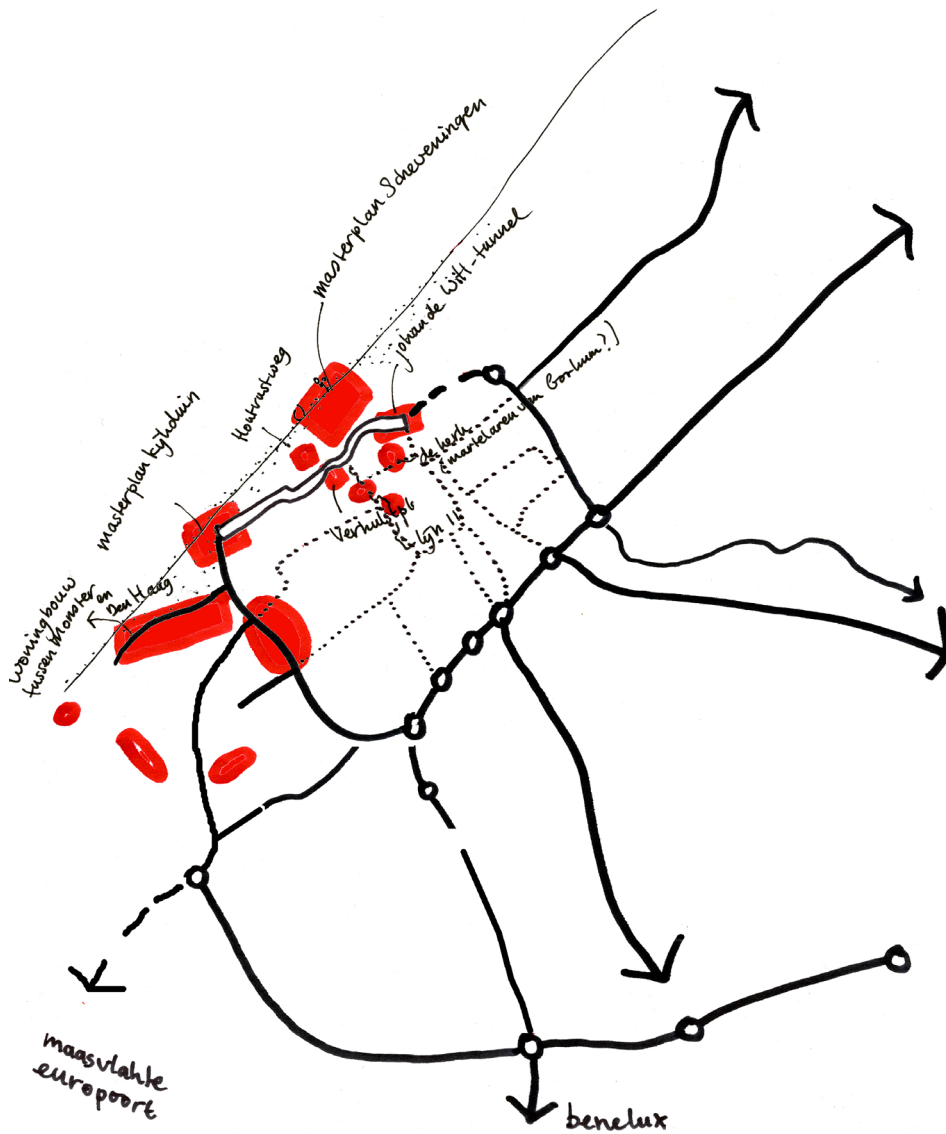 masterplan Scheveningen
johan de Witt-tunnel
Houtrustweg
masterplan kijkduin
de kerk
[martelaren van Gorkum?]
Verhulstpl
Lijn 11
woningbouw
tussen Monster en
Den Haag
maasvlakte
europoort
benelux